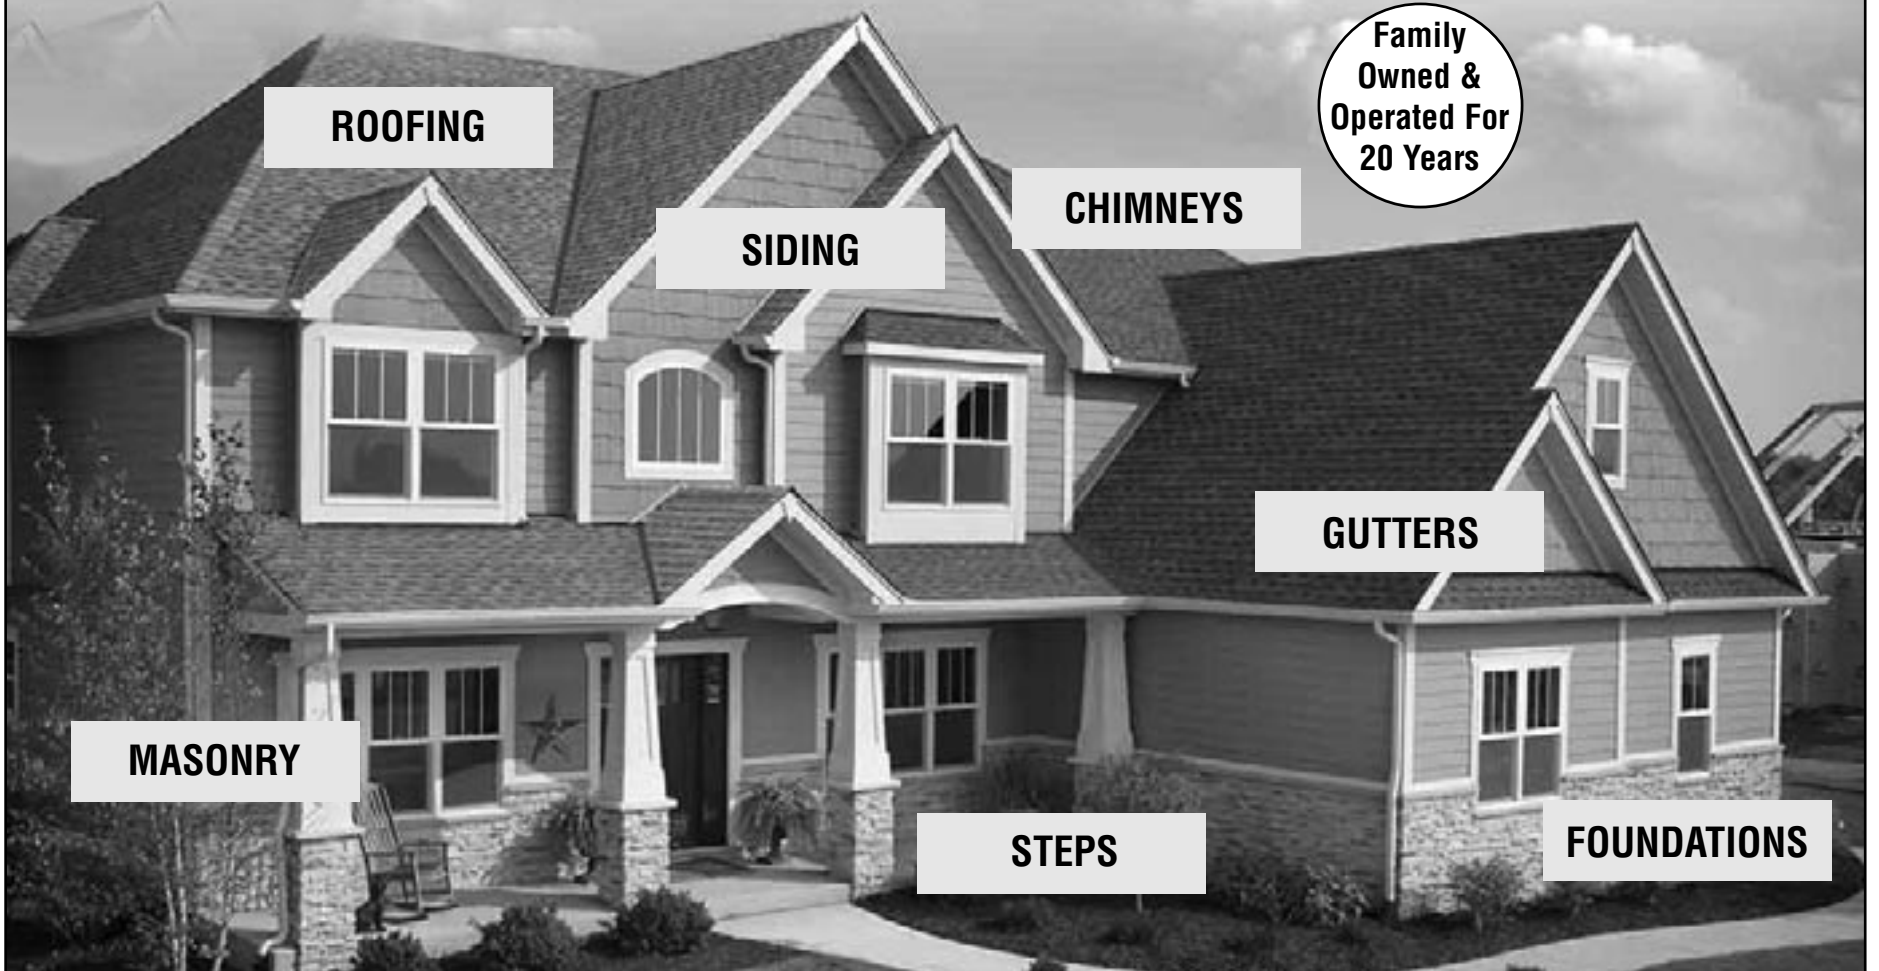 Family
Owned &
Operated For
20 Years
ROOFING
CHIMNEYS
SIDING
GUTTERS
MASONRY
STEPS
FOUNDATIONS